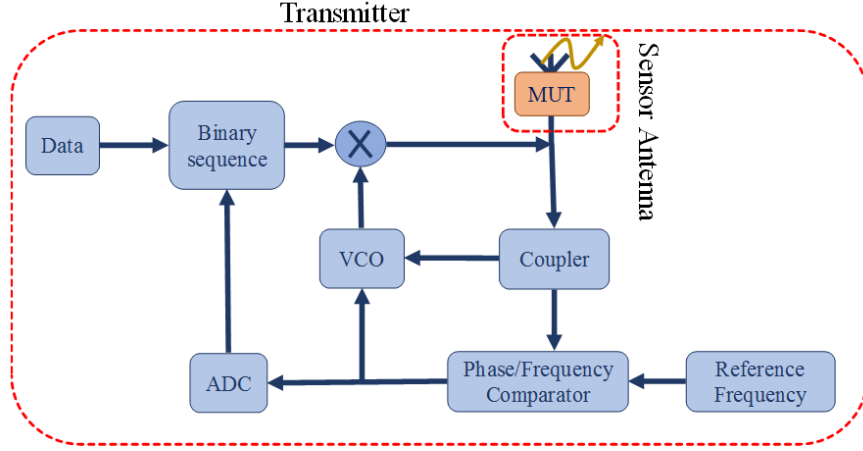 Transmitter
Sensor Antenna
MUT
Data
Binary
sequence
X
VCO
Coupler
ADC
Phase/Frequency
Comparator
Reference
Frequency